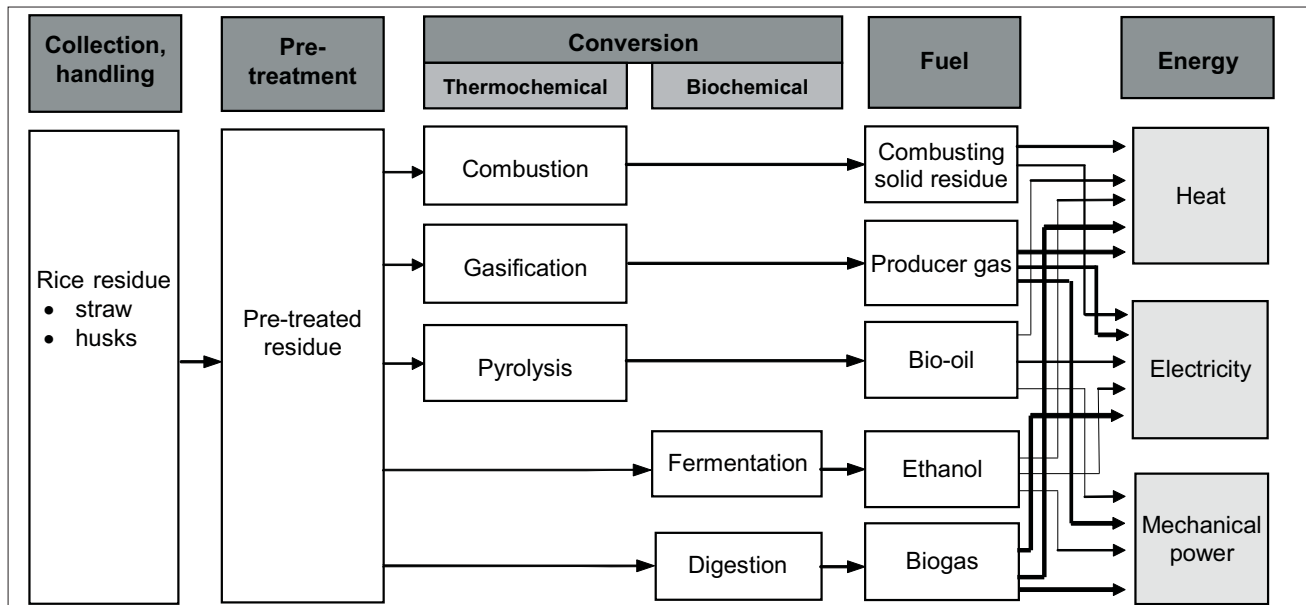 Collection,
handling
Pre-
treatment
Conversion
Thermochemical
Biochemical
Fuel
Energy
Rice residue
• straw
• husks
Pre-treated
residue
Combustion
Gasification
Pyrolysis
Fermentation
Digestion
Combusting
solid residue
Producer gas
Bio-oil
Ethanol
Biogas
Heat
Electricity
Mechanical
power